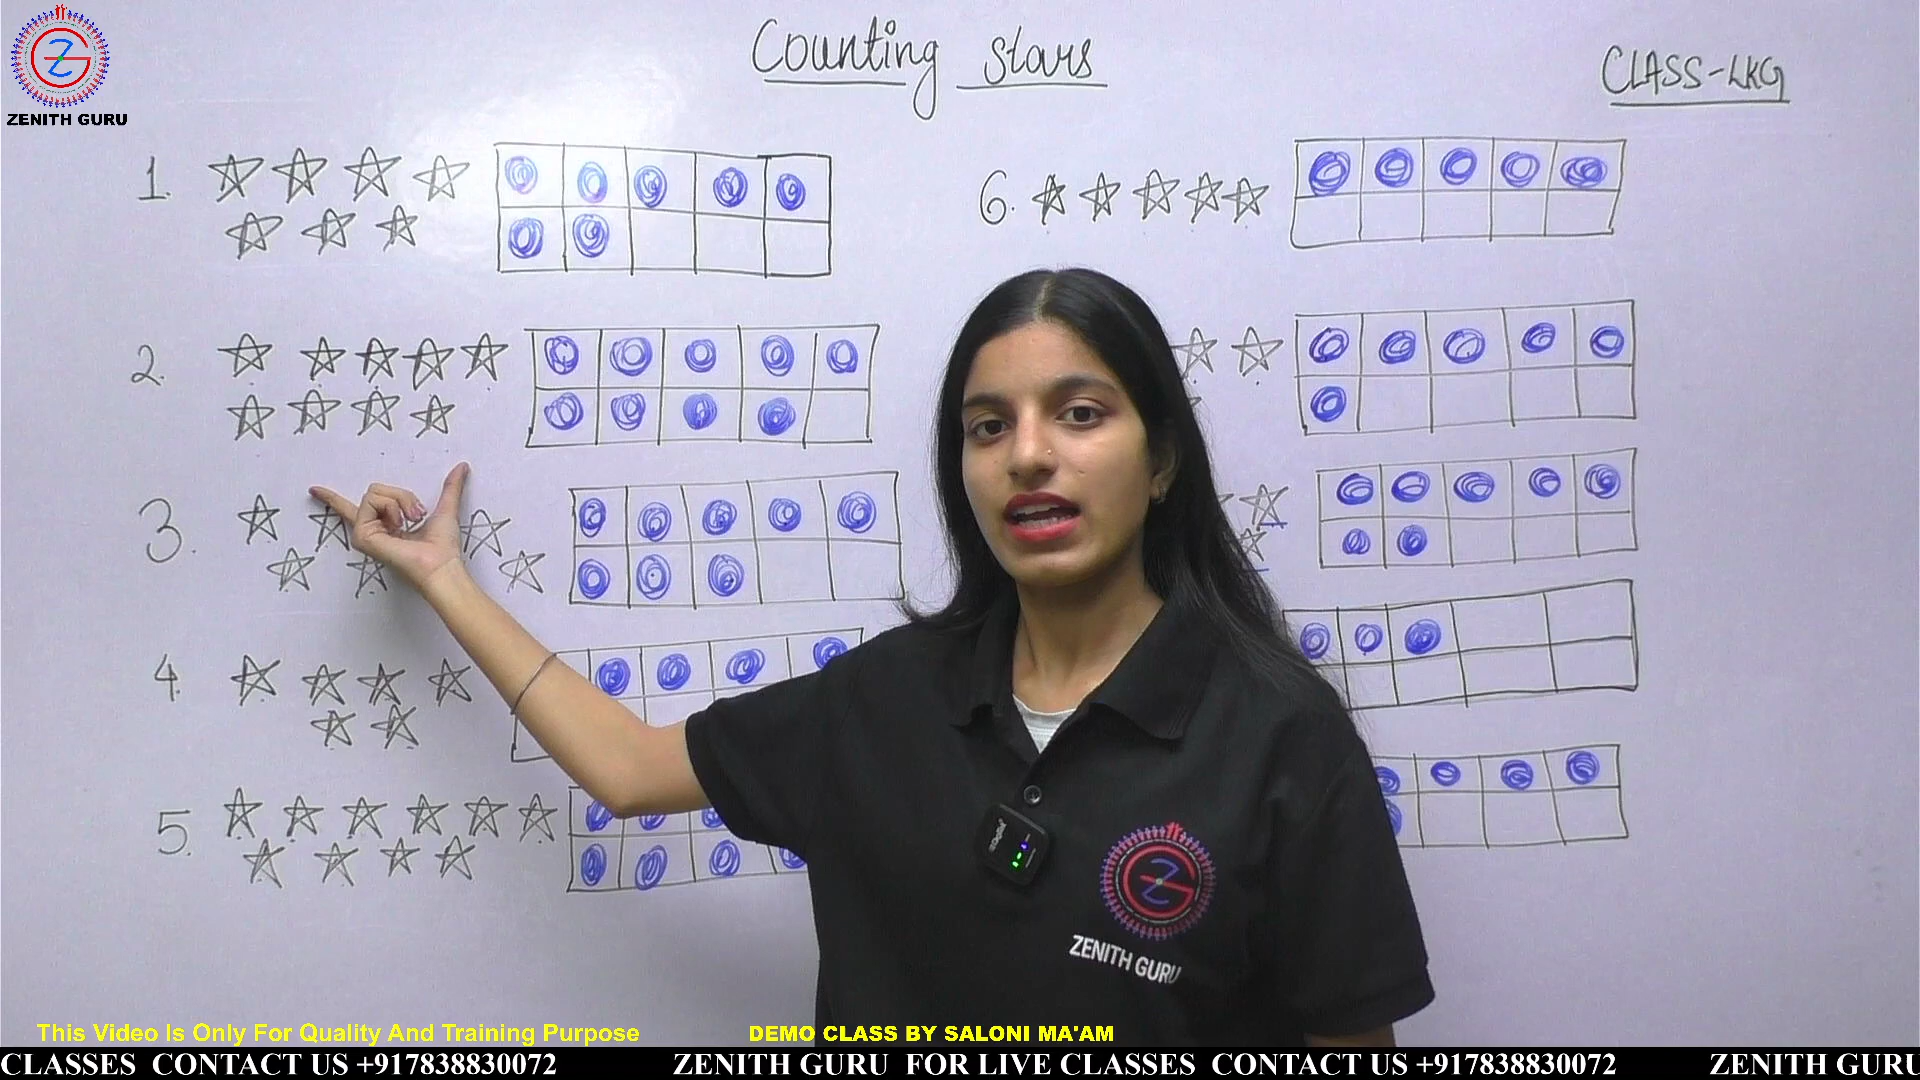 ZENITH GURU
Counting stars
CLASS-LKG
1.
2.
3.
4.
5.
6.
ZENITH GURU
This Video Is Only For Quality And Training Purpose
DEMO CLASS BY SALONI MA'AM
CLASSES CONTACT US +917838830072 ZENITH GURU FOR LIVE CLASSES CONTACT US +917838830072 ZENITH GURU